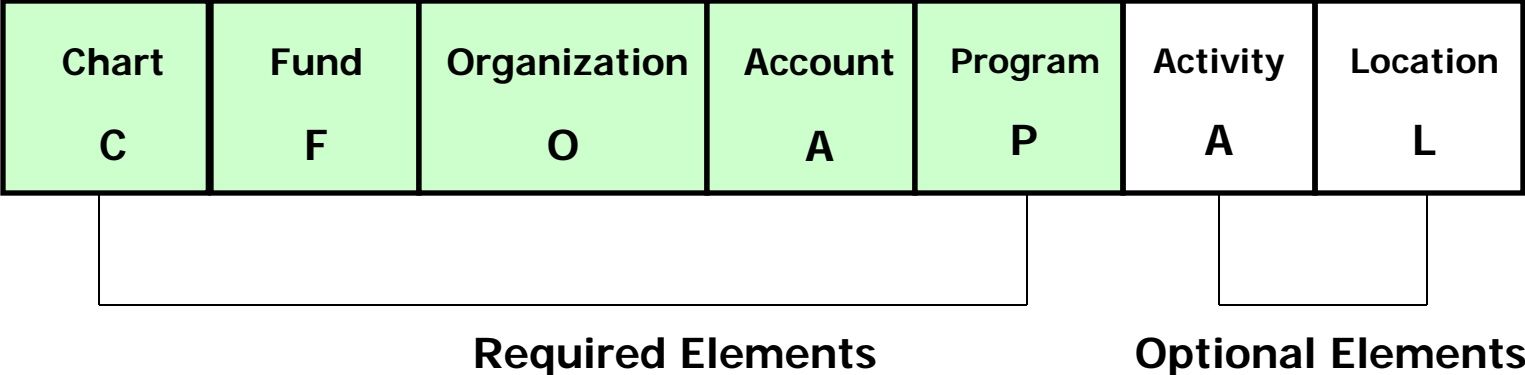 Chart Fund Organization Account Program Activity Location
C F O A P A L
Required Elements Optional Elements